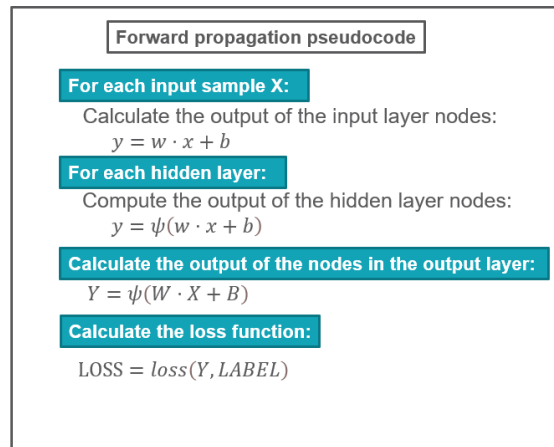 Forward propagation pseudocode
For each input sample X:
Calculate the output of the input layer nodes:
𝑦 = 𝑤 · 𝑥 + 𝑏
For each hidden layer:
Compute the output of the hidden layer nodes:
𝑦 = 𝜓(𝑤 · 𝑥 + 𝑏)
Calculate the output of the nodes in the output layer:
𝑌 = 𝜓(𝑊 · 𝑋 + 𝐵)
Calculate the loss function:
LOSS = 𝑙𝑜𝑠𝑠(𝑌, 𝐿𝐴𝐵𝐸𝐿)